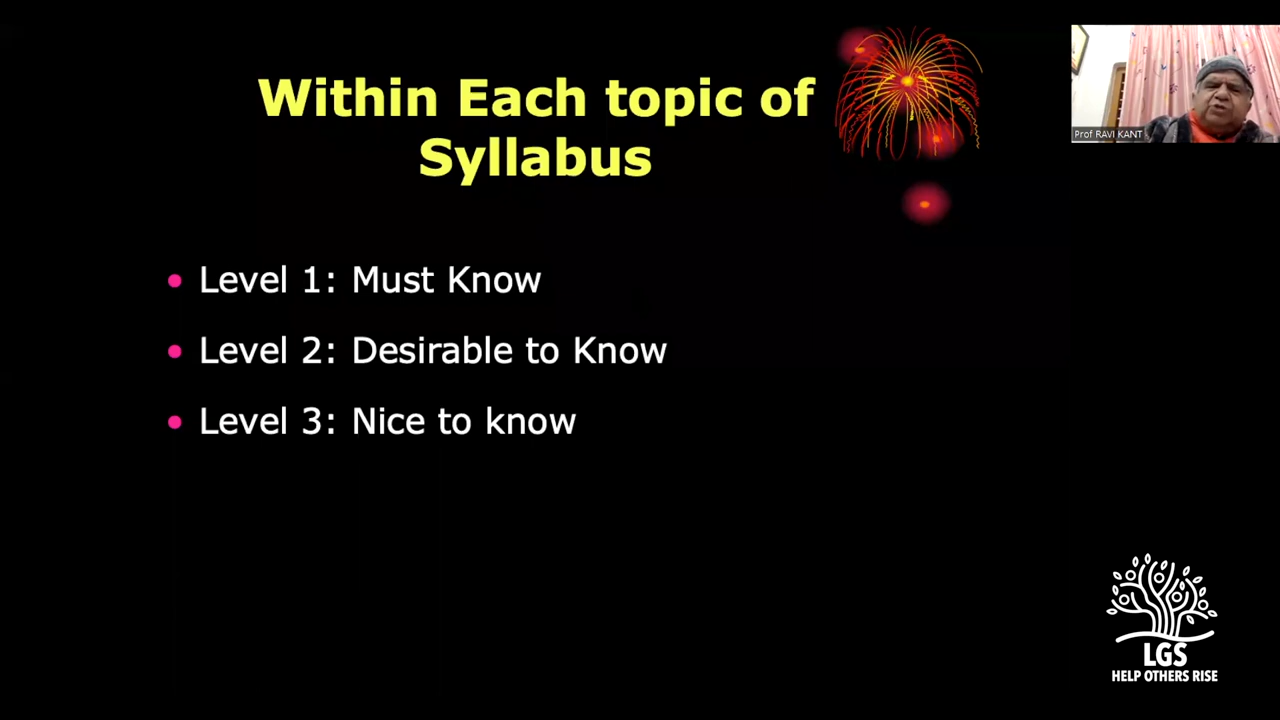 Within Each topic of
Syllabus
Prof RAVI KANT
• Level 1: Must Know
• Level 2: Desirable to Know
• Level 3: Nice to know
LGS
HELP OTHERS RISE